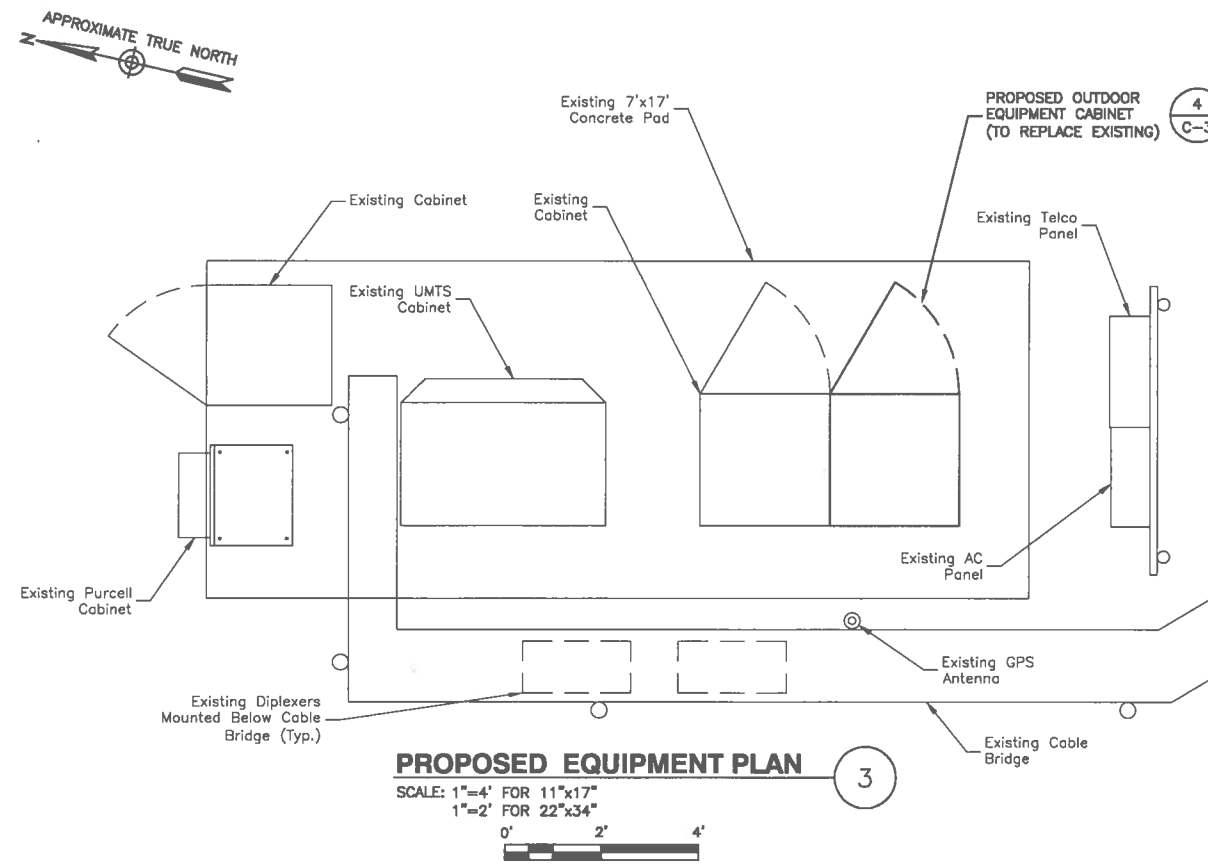 APPROXIMATE TRUE NORTH
N
Existing 7'x17'
Concrete Pad
PROPOSED OUTDOOR
EQUIPMENT CABINET
(TO REPLACE EXISTING)
4
C-3
Existing Cabinet
Existing
Cabinet
Existing Telco
Panel
Existing UMTS
Cabinet
Existing AC
Panel
Existing Purcell
Cabinet
Existing GPS
Antenna
Existing Diplexers
Mounted Below Cable
Bridge (Typ.)
Existing Cable
Bridge
PROPOSED EQUIPMENT PLAN
3
SCALE: 1"=4' FOR 11"x17"
1"=2' FOR 22"x34"
0' 2' 4'